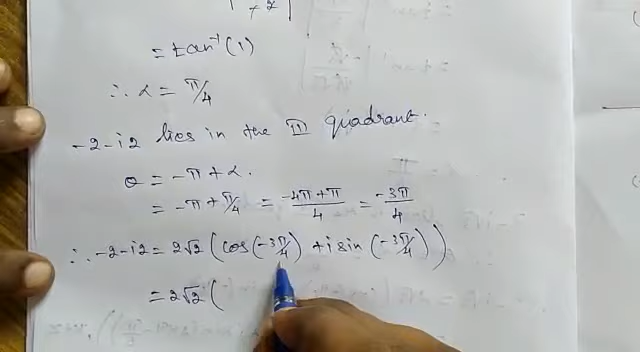 = tan⁻¹ (1)
∴ α = π/4
-2-i2 lies in the III quadrant.
θ = -π + α.
= -π + π/4 = -4π+π/4 = -3π/4
∴ -2-i2 = 2√2 (cos(-3π/4) + i sin (-3π/4))
= 2√2 (